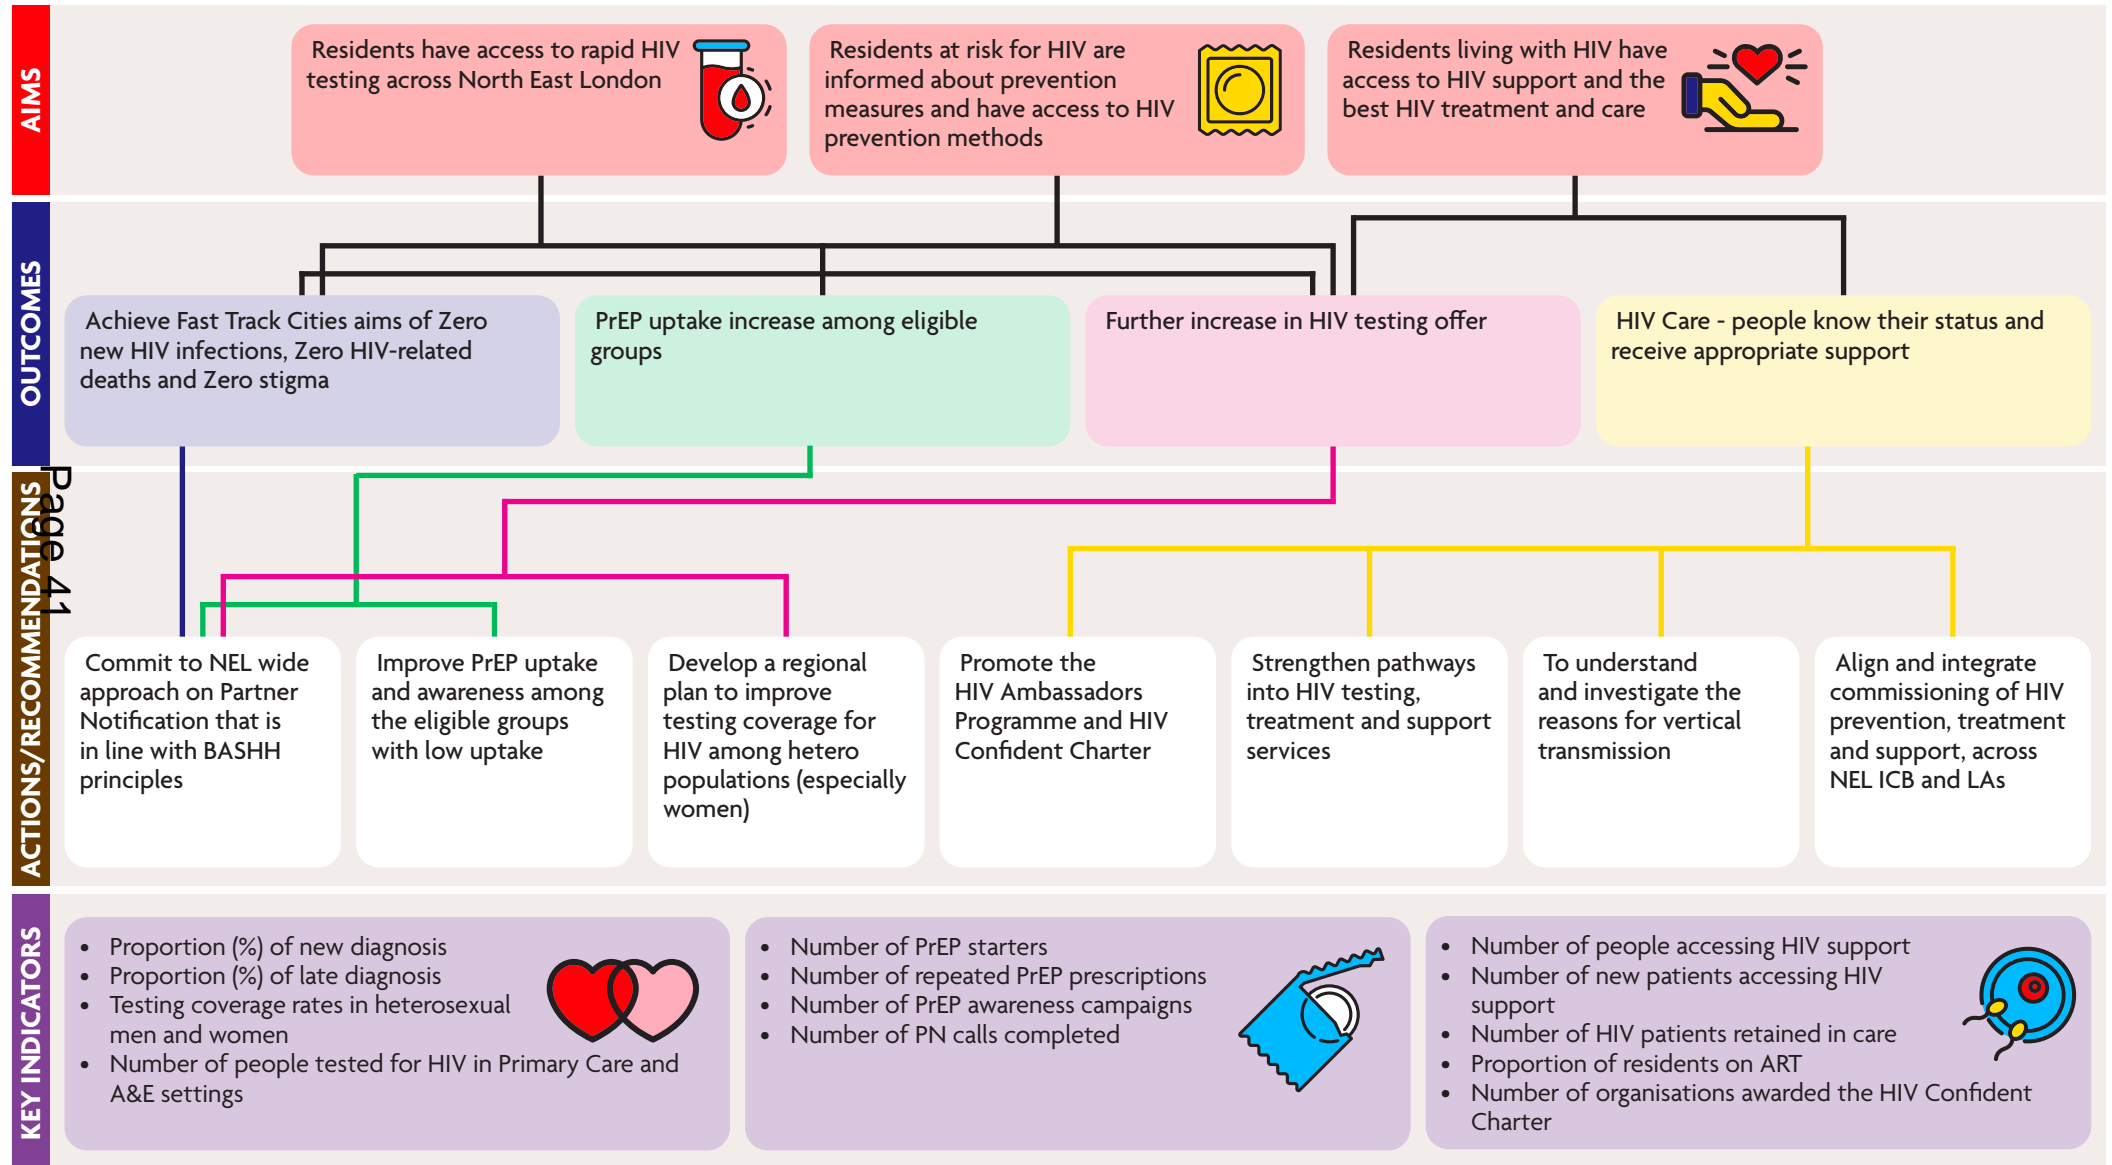 AIMS
Residents have access to rapid HIV
testing across North East London
Residents at risk for HIV are
informed about prevention
measures and have access to HIV
prevention methods
Residents living with HIV have
access to HIV support and the
best HIV treatment and care
OUTCOMES
Achieve Fast Track Cities aims of Zero
new HIV infections, Zero HIV-related
deaths and Zero stigma
PrEP uptake increase among eligible
groups
Further increase in HIV testing offer
HIV Care - people know their status and
receive appropriate support
Page 41
ACTIONS/RECOMMENDATIONS
Commit to NEL wide
approach on Partner
Notification that is
in line with BASHH
principles
Improve PrEP uptake
and awareness among
the eligible groups
with low uptake
Develop a regional
plan to improve
testing coverage for
HIV among hetero
populations (especially
women)
Promote the
HIV Ambassadors
Programme and HIV
Confident Charter
Strengthen pathways
into HIV testing,
treatment and support
services
To understand
and investigate the
reasons for vertical
transmission
Align and integrate
commissioning of HIV
prevention, treatment
and support, across
NEL ICB and LAs
KEY INDICATORS
• Proportion (%) of new diagnosis
• Proportion (%) of late diagnosis
• Testing coverage rates in heterosexual
men and women
• Number of people tested for HIV in Primary Care and
A&E settings
• Number of PrEP starters
• Number of repeated PrEP prescriptions
• Number of PrEP awareness campaigns
• Number of PN calls completed
• Number of people accessing HIV support
• Number of new patients accessing HIV
support
• Number of HIV patients retained in care
• Proportion of residents on ART
• Number of organisations awarded the HIV Confident
Charter